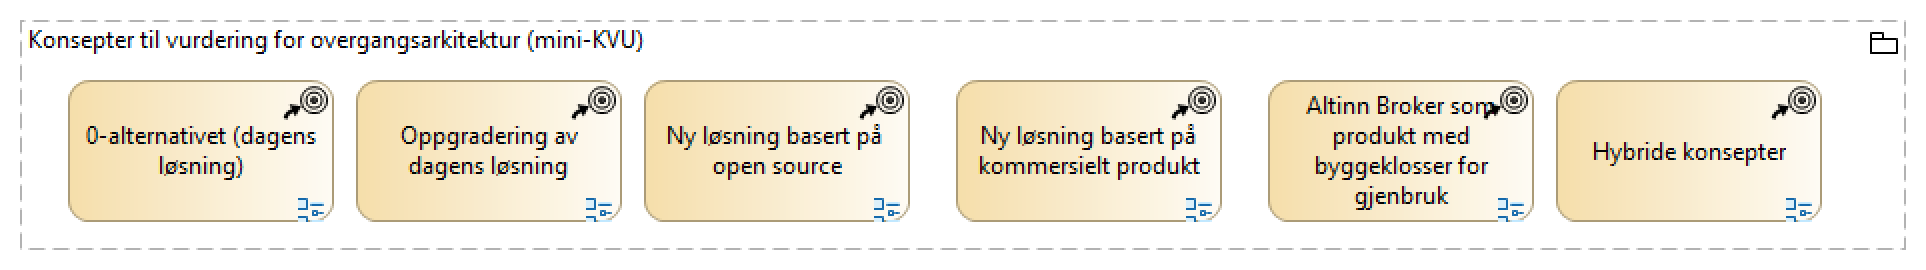 Konsepter til vurdering for overgangsarkitektur (mini-KVU)
0-alternativet (dagens
løsning)
Oppgradering av
dagens løsning
Ny løsning basert på
open source
Ny løsning basert på
kommersielt produkt
Altinn Broker som
produkt med
byggeklosser for
gjenbruk
Hybride konsepter